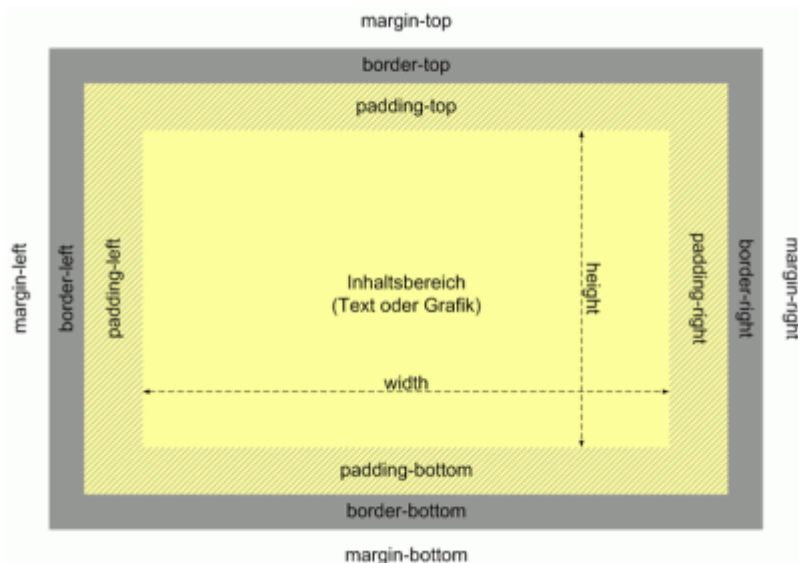 margin-top
border-top
padding-top
margin-left
border-left
padding-left
Inhaltsbereich
(Text oder Grafik)
height
padding-right
border-right
margin-right
width
padding-bottom
border-bottom
margin-bottom